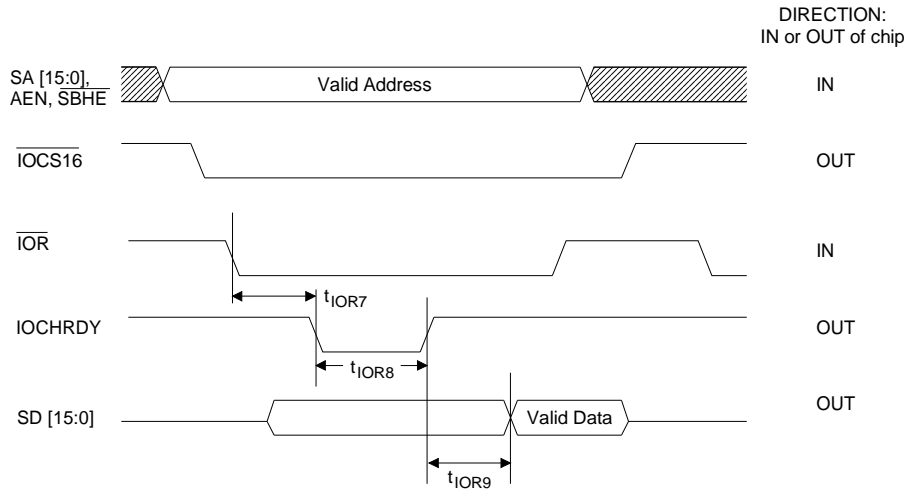 DIRECTION:
IN or OUT of chip
SA [15:0],
AEN, SBHE
Valid Address
IN
IOCS16
OUT
IOR
IN
tIOR7
IOCHRDY
OUT
tIOR8
SD [15:0]
Valid Data
OUT
tIOR9